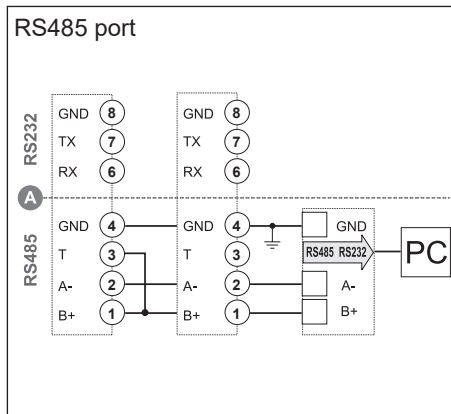 RS485 port
RS232
GND 8 GND 8
TX 7 TX 7
RX 6 RX 6
A
RS485
GND 4 GND 4 GND
T 3 T 3 RS485 RS232 PC
A- 2 A- 2 A-
B+ 1 B+ 1 B+